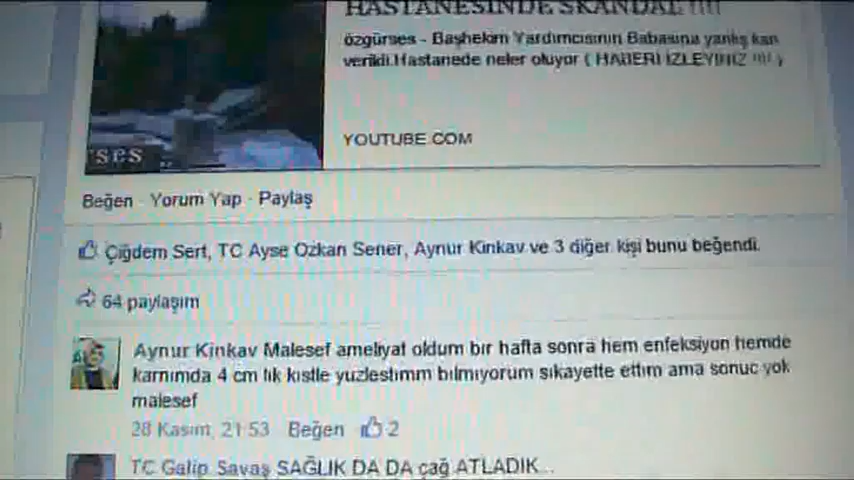 HASTANESİNDE SKANDAL !!!!
özgürses - Başhekim Yardımcısının Babasına yanlış kan
verildi.Hastanede neler oluyor ( HABERİ İZLEYİNİZ !!!! )
YOUTUBE.COM
rses
Beğen · Yorum Yap · Paylaş
Çiğdem Sert, TC Ayse Ozkan Sener, Aynur Kinkav ve 3 diğer kişi bunu beğendi.
64 paylaşım
Aynur Kinkav Malesef ameliyat oldum bir hafta sonra hem enfeksiyon hemde
karnımda 4 cm lik kistle yuzlestimm bılmıyorum sıkayette ettim ama sonuc yok
malesef
28 Kasım, 21:53 Beğen 2
TC Galip Savaş SAĞLIK DA DA çağ ATLADIK...